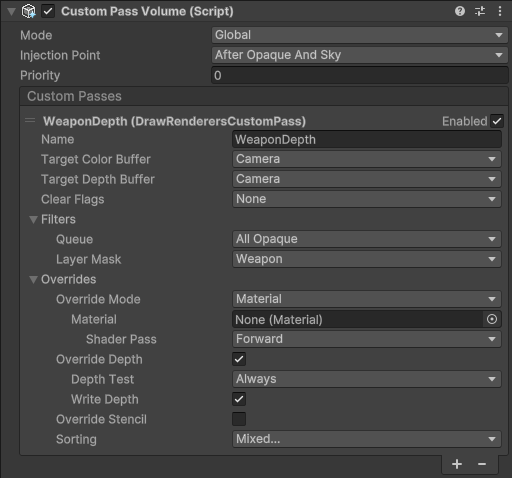 Custom Pass Volume (Script)
Mode Global
Injection Point After Opaque And Sky
Priority 0
Custom Passes
WeaponDepth (DrawRenderersCustomPass) Enabled
Name WeaponDepth
Target Color Buffer Camera
Target Depth Buffer Camera
Clear Flags None
Filters
Queue All Opaque
Layer Mask Weapon
Overrides
Override Mode Material
Material None (Material)
Shader Pass Forward
Override Depth
Depth Test Always
Write Depth
Override Stencil
Sorting Mixed...